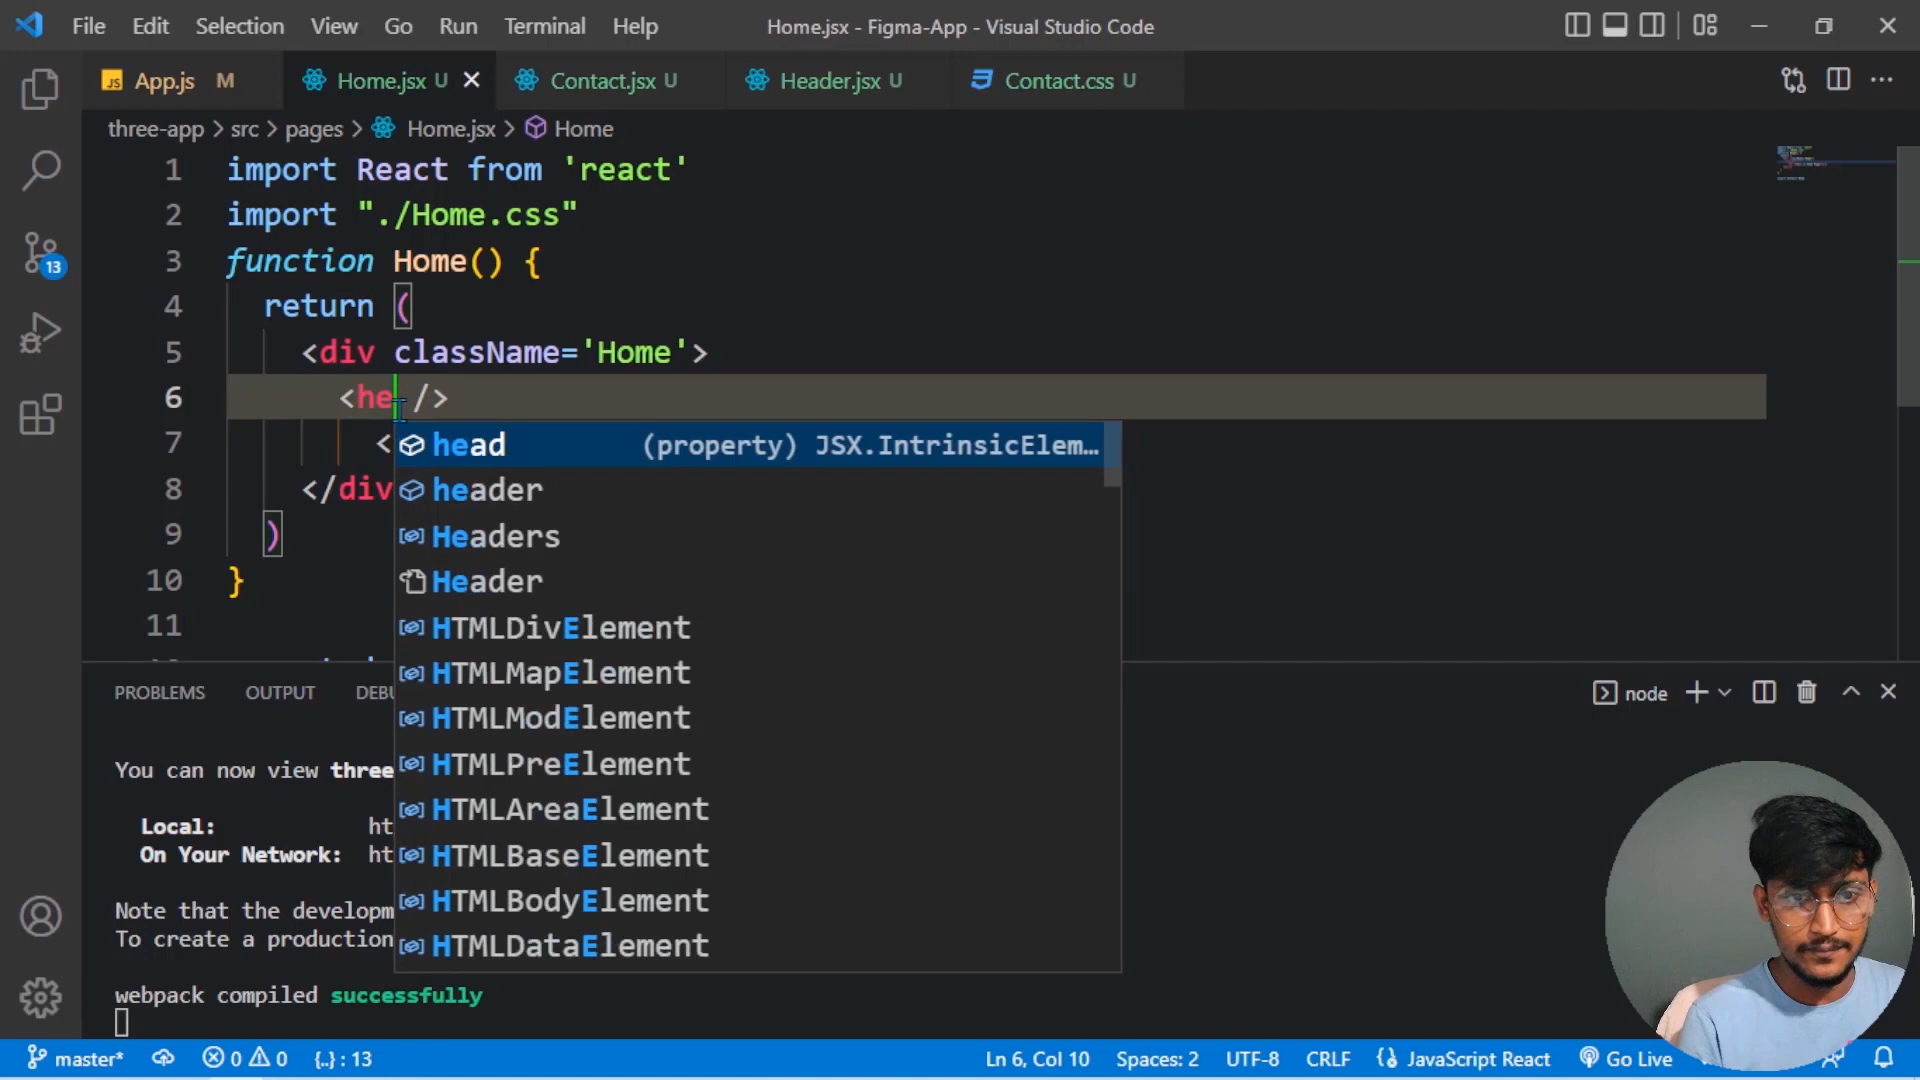 File Edit Selection View Go Run Terminal Help Home.jsx - Figma-App - Visual Studio Code
App.js M Home.jsx U Contact.jsx U Header.jsx U Contact.css U
three-app > src > pages > Home.jsx > Home
1 import React from 'react'
2 import "./Home.css"
3 function Home() {
4 return (
5 <div className='Home'>
6 <he />
7 <
8 </div
9 )
10 }
11
head (property) JSX.IntrinsicElem…
header
Headers
Header
HTMLDivElement
HTMLMapElement
HTMLModElement
HTMLPreElement
HTMLAreaElement
HTMLBaseElement
HTMLBodyElement
HTMLDataElement
PROBLEMS OUTPUT DEBU node
You can now view three
Local: ht
On Your Network: ht
Note that the developm
To create a production
webpack compiled successfully
13
master* 0 0 {..} : 13 Ln 6, Col 10 Spaces: 2 UTF-8 CRLF JavaScript React Go Live